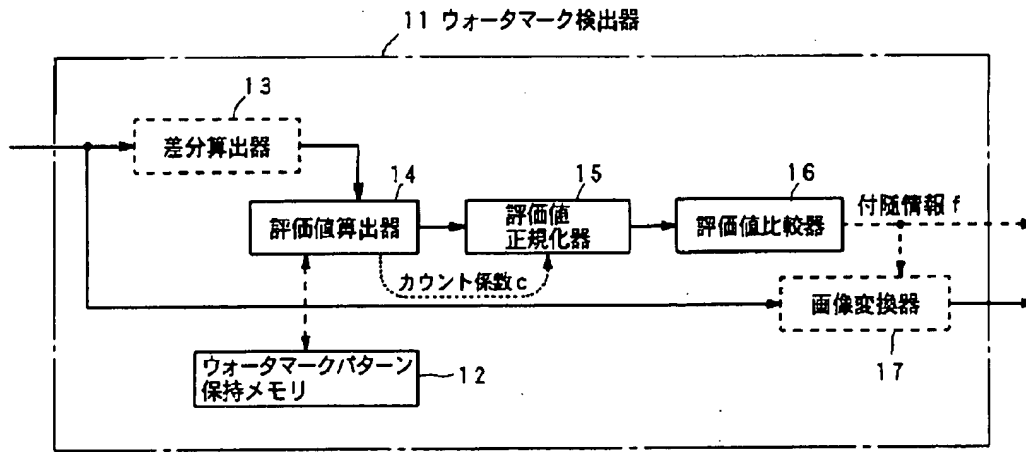 11 ウォータマーク検出器
13
差分算出器
14
15
16
評価値算出器
評価値
正規化器
評価値比較器
付随情報f
カウント係数c
画像変換器
17
ウォータマークパターン
保持メモリ
12